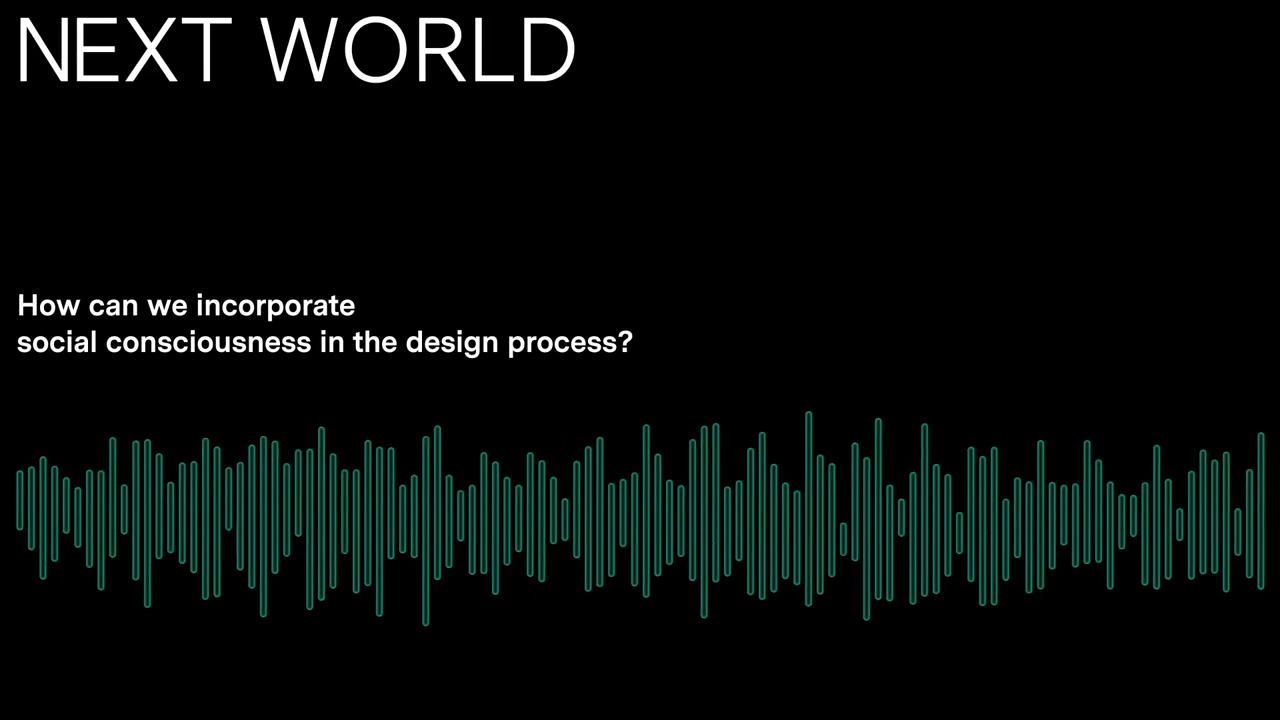 NEXT WORLD
How can we incorporate
social consciousness in the design process?